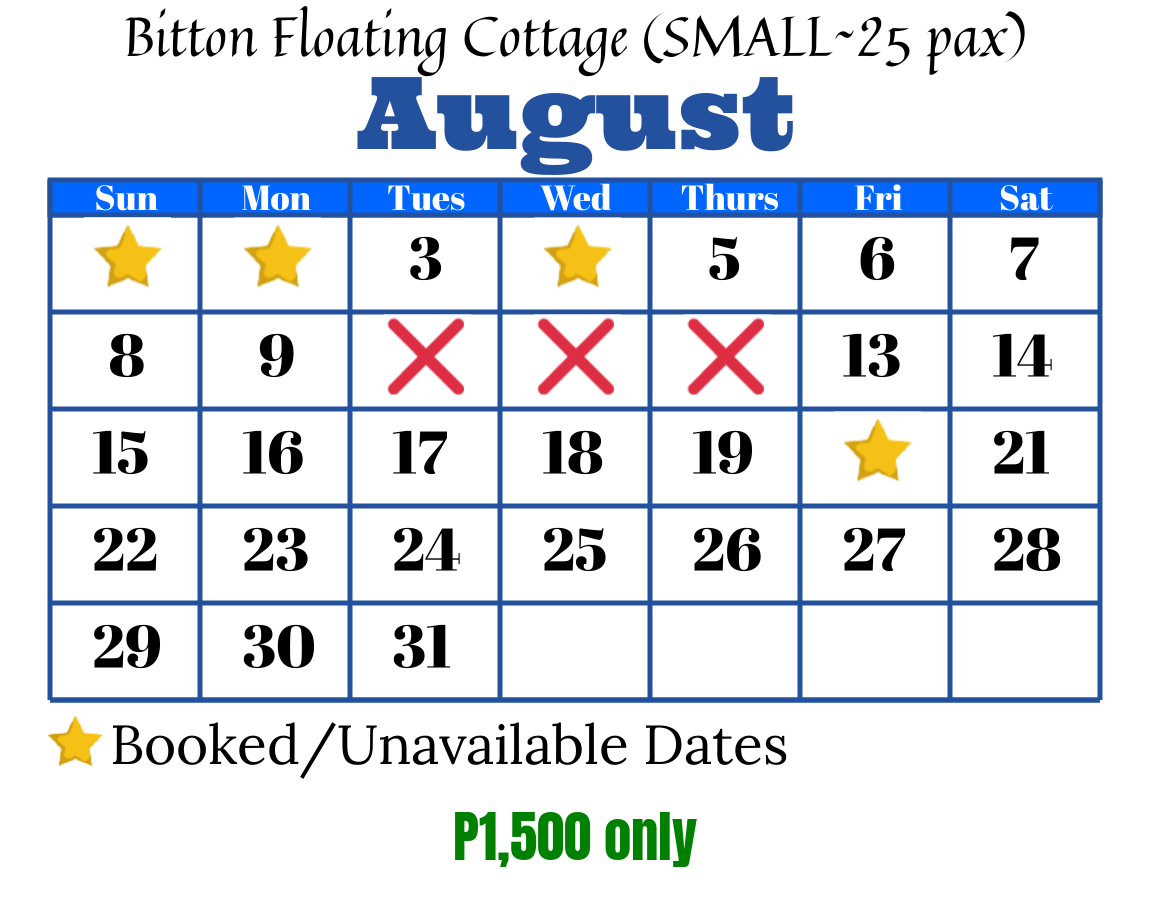 Bitton Floating Cottage (SMALL~25 pax)
August
Sun Mon Tues Wed Thurs Fri Sat
3 5 6 7
8 9 13 14
15 16 17 18 19 21
22 23 24 25 26 27 28
29 30 31
Booked/Unavailable Dates
P1,500 only